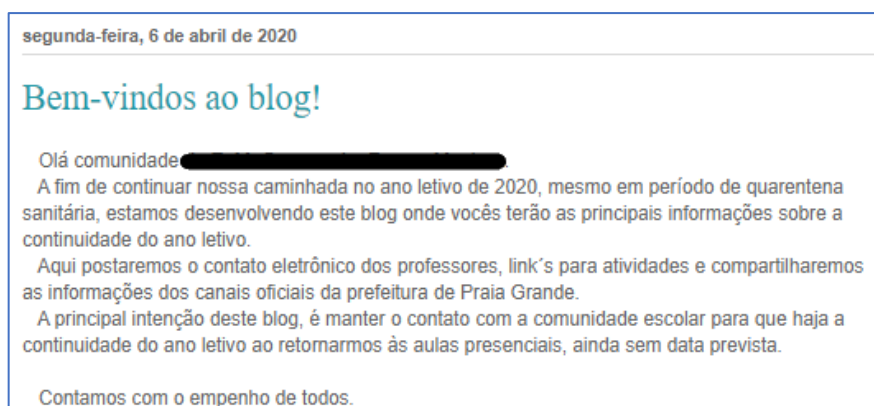 segunda-feira, 6 de abril de 2020
Bem-vindos ao blog!
Olá comunidade
A fim de continuar nossa caminhada no ano letivo de 2020, mesmo em período de quarentena
sanitária, estamos desenvolvendo este blog onde vocês terão as principais informações sobre a
continuidade do ano letivo.
Aqui postaremos o contato eletrônico dos professores, link´s para atividades e compartilharemos
as informações dos canais oficiais da prefeitura de Praia Grande.
A principal intenção deste blog, é manter o contato com a comunidade escolar para que haja a
continuidade do ano letivo ao retornarmos às aulas presenciais, ainda sem data prevista.
Contamos com o empenho de todos.